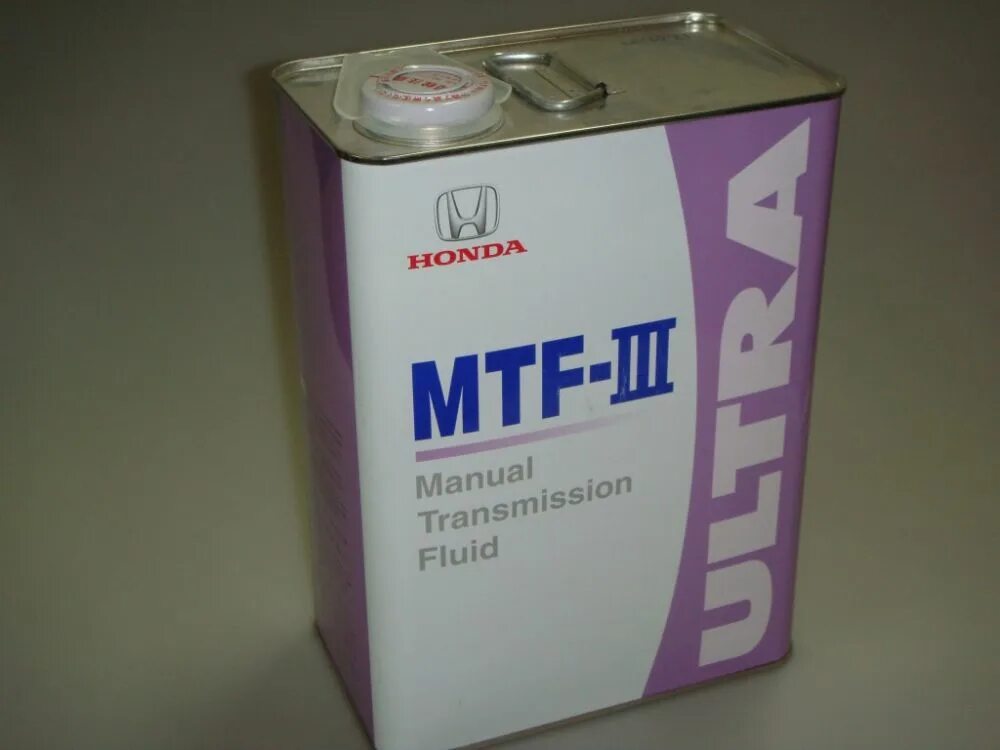 HONDA
MTF-III
Manual
Transmission
Fluid
ULTRA